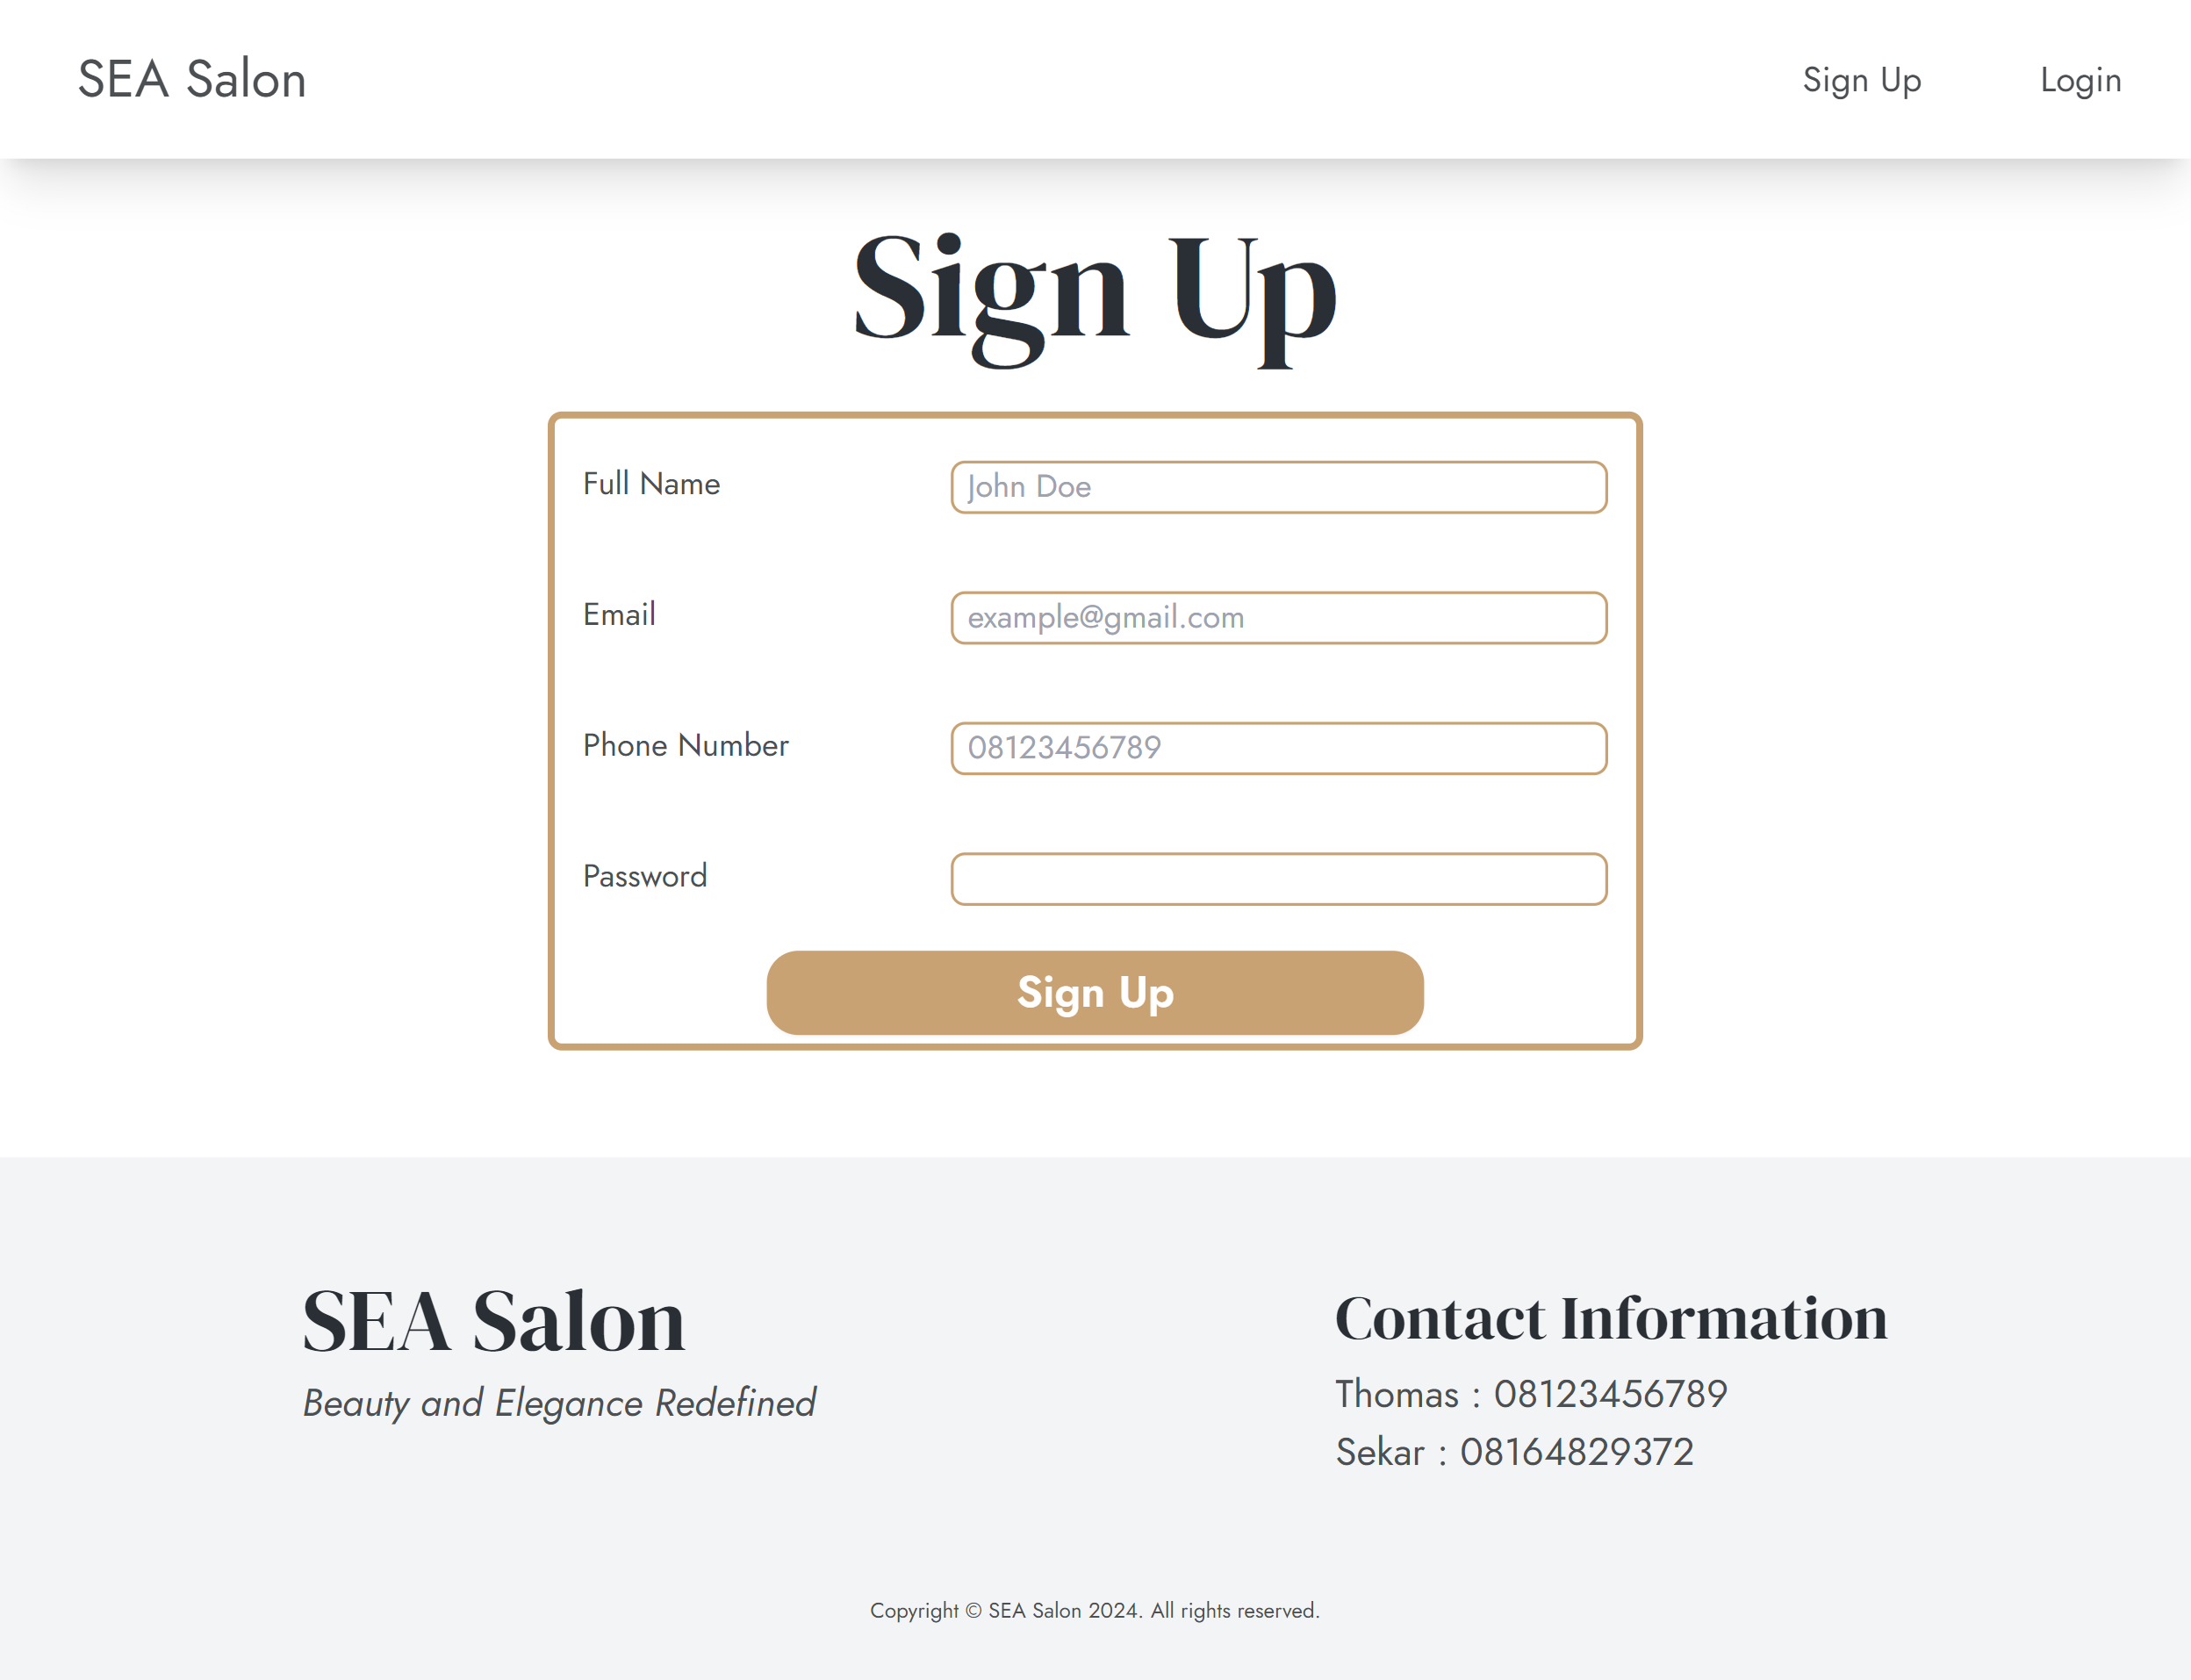 SEA Salon
Sign Up
Login
Sign Up
Full Name
John Doe
Email
example@gmail.com
Phone Number
08123456789
Password
Sign Up
SEA Salon
Beauty and Elegance Redefined
Contact Information
Thomas : 08123456789
Sekar : 08164829372
Copyright © SEA Salon 2024. All rights reserved.